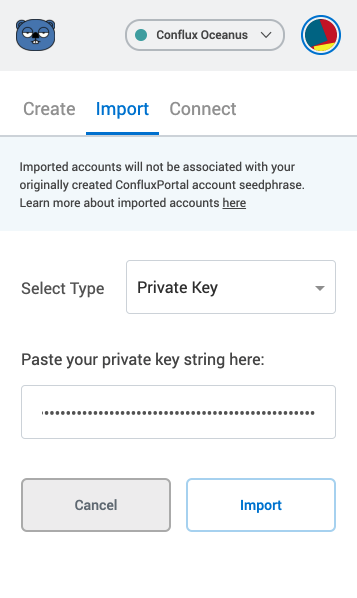 Conflux Oceanus
Create Import Connect
Imported accounts will not be associated with your
originally created ConfluxPortal account seedphrase.
Learn more about imported accounts here
Select Type
Private Key
Paste your private key string here:
Cancel
Import